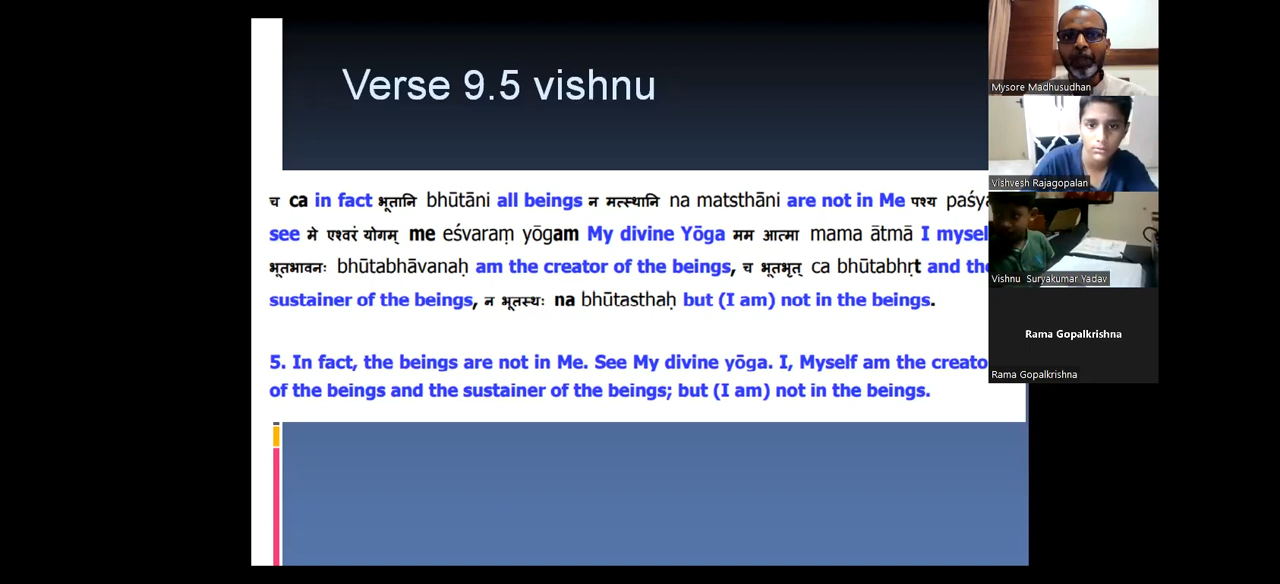 Verse 9.5 vishnu
च ca in fact भूतानि bhūtāni all beings न मत्स्थानि na matsthāni are not in Me पश्य paśya
see मे एश्वरं योगम् me eśvaraṃ yōgam My divine Yōga मम आत्मा mama ātmā I mysel
भूतभावनः bhūtabhāvanaḥ am the creator of the beings, च भूतभृत् ca bhūtabhṛt and the
sustainer of the beings, न भूतस्थः na bhūtasthaḥ but (I am) not in the beings.
5. In fact, the beings are not in Me. See My divine yōga. I, Myself am the creato
of the beings and the sustainer of the beings; but (I am) not in the beings.
Mysore Madhusudhan
Vishvesh Rajagopalan
Vishnu Suryakumar Yadav
Rama Gopalkrishna
Rama Gopalkrishna